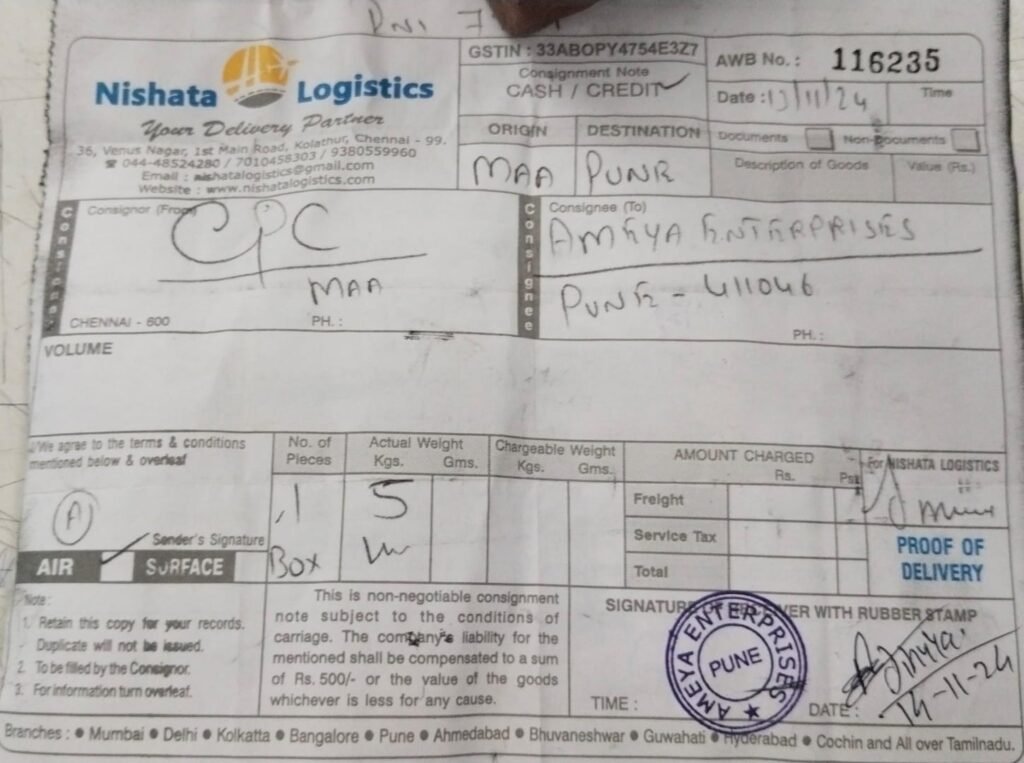 Nishata Logistics
Your Delivery Partner
36, Venus Nagar, 1st Main Road, Kolathur, Chennai - 99.
☎ 044-48524280 / 7010458303 / 9380559960
Email : nishatalogistics@gmail.com
Website : www.nishatalogistics.com
GSTIN : 33ABOPY4754E3Z7
Consignment Note
CASH / CREDIT
AWB No. : 116235
Date : 13/11/24 Time
ORIGIN DESTINATION
MAA PUNE
Documents Non-Documents
Description of Goods Value (Rs.)
Consignor
Consignor (From)
CPC
MAA
CHENNAI - 600 PH. :
Consignee
Consignee (To)
AMEYA ENTERPRISES
PUNE - 411046
PH. :
VOLUME
I/We agree to the terms & conditions
mentioned below & overleaf
A
Sender's Signature
AIR SURFACE
No. of Pieces
1
Box
Actual Weight
Kgs. Gms.
5
Chargeable Weight
Kgs. Gms.
AMOUNT CHARGED
Rs. Ps.
Freight
Service Tax
Total
For NISHATA LOGISTICS
PROOF OF
DELIVERY
Note :
1. Retain this copy for your records.
Duplicate will not be issued.
2. To be filled by the Consignor.
3. For information turn overleaf.
This is non-negotiable consignment
note subject to the conditions of
carriage. The company's liability for the
mentioned shall be compensated to a sum
of Rs. 500/- or the value of the goods
whichever is less for any cause.
SIGNATURE OF RECEIVER WITH RUBBER STAMP
AMEYA ENTERPRISES
PUNE
TIME :
DATE : 14-11-24
Branches : ● Mumbai ● Delhi ● Kolkatta ● Bangalore ● Pune ● Ahmedabad ● Bhuvaneshwar ● Guwahati ● Hyderabad ● Cochin and All over Tamilnadu.